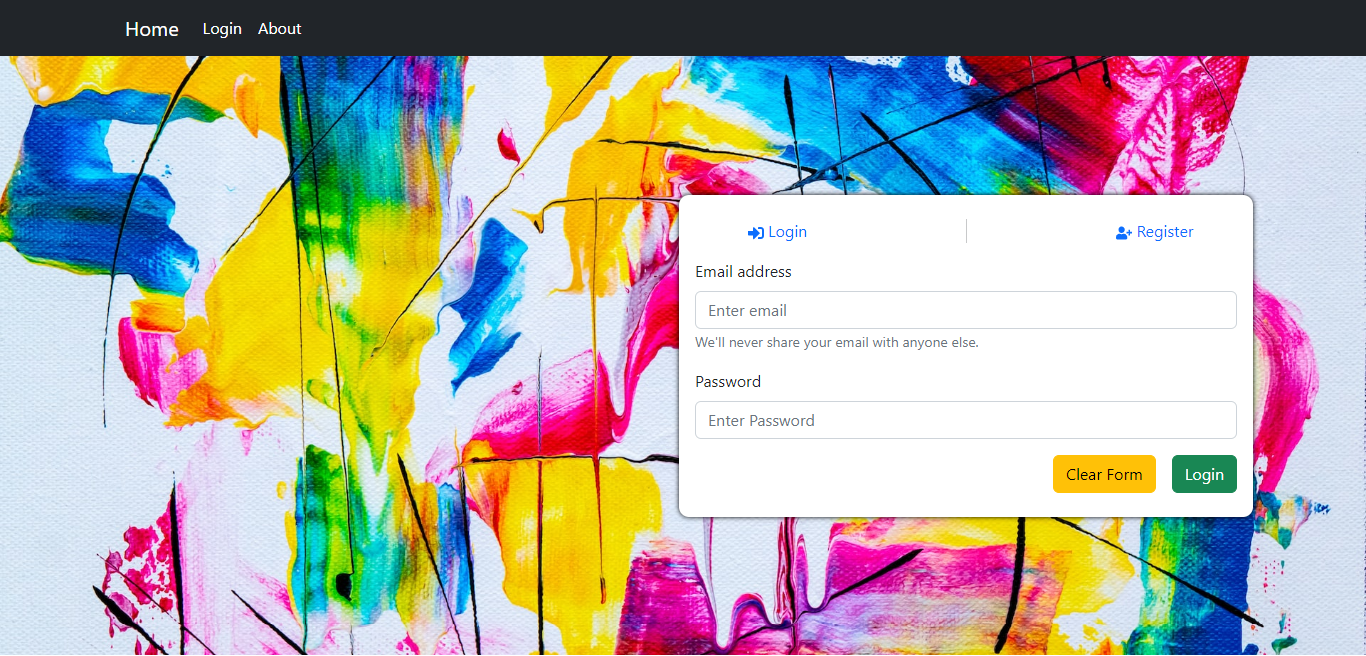 Home Login About
Login Register
Email address
Enter email
We'll never share your email with anyone else.
Password
Enter Password
Clear Form Login